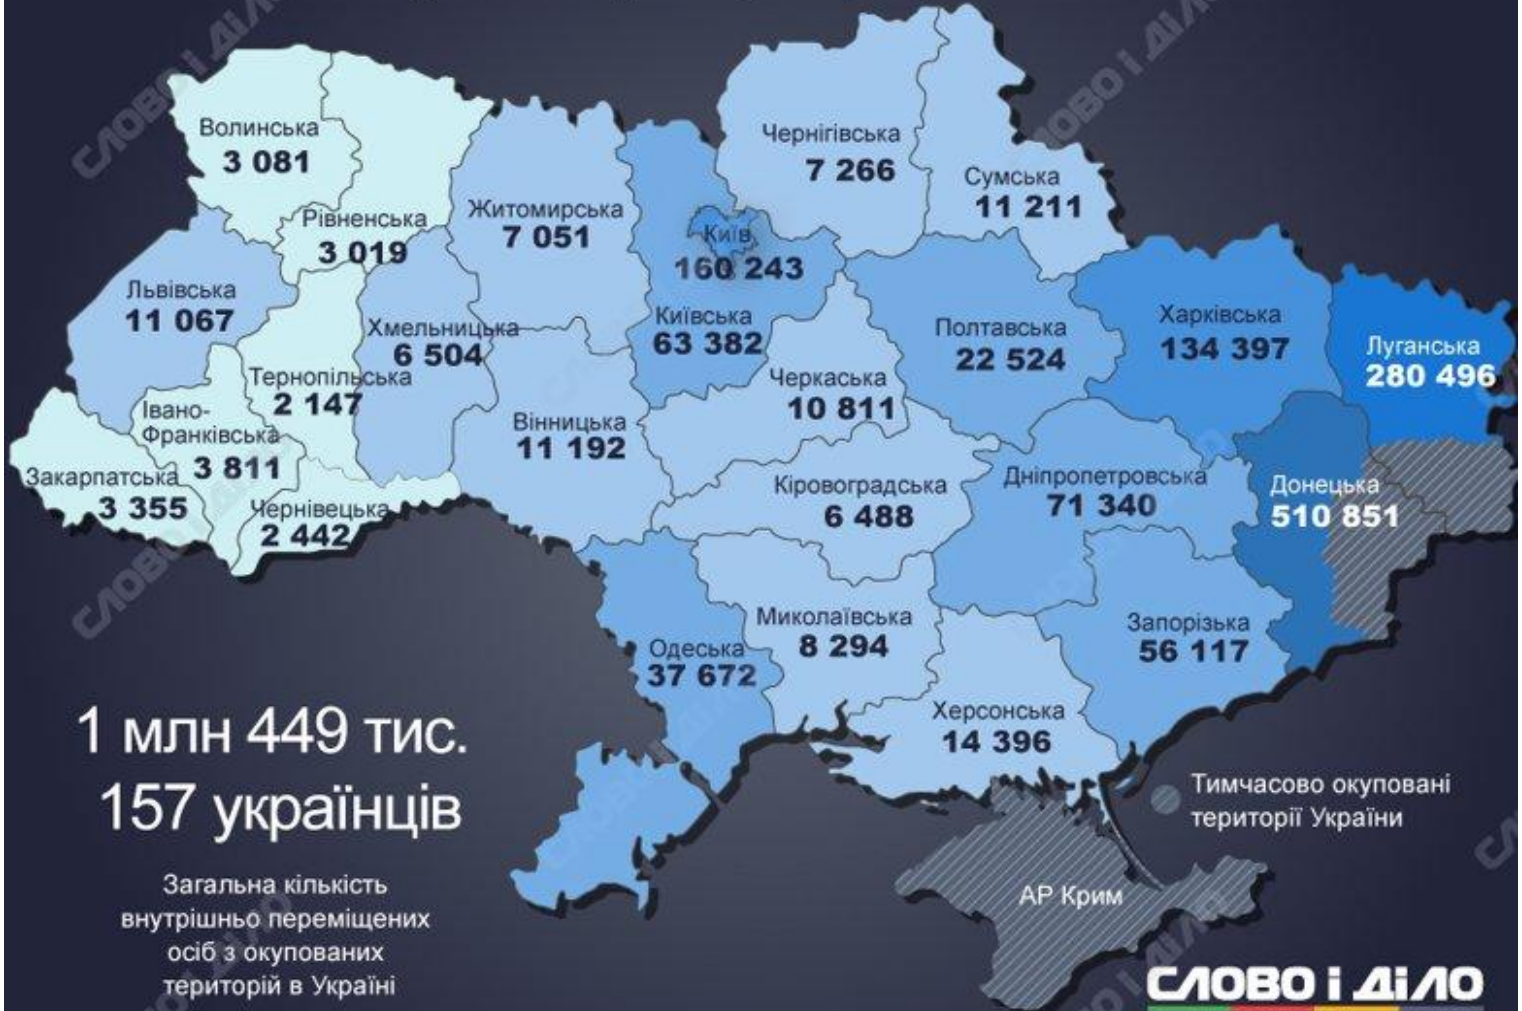 Волинська
3 081
Рівненська
3 019
Житомирська
7 051
Київ
160 243
Київська
63 382
Чернігівська
7 266
Сумська
11 211
Львівська
11 067
Хмельницька
6 504
Тернопільська
2 147
Івано-
Франківська
3 811
Закарпатська
3 355
Чернівецька
2 442
Вінницька
11 192
Черкаська
10 811
Полтавська
22 524
Харківська
134 397
Луганська
280 496
Кіровоградська
6 488
Дніпропетровська
71 340
Донецька
510 851
Одеська
37 672
Миколаївська
8 294
Запорізька
56 117
Херсонська
14 396
АР Крим
1 млн 449 тис.
157 українців
Загальна кількість
внутрішньо переміщених
осіб з окупованих
територій в Україні
Тимчасово окуповані
території України
СЛОВО і ДіЛО